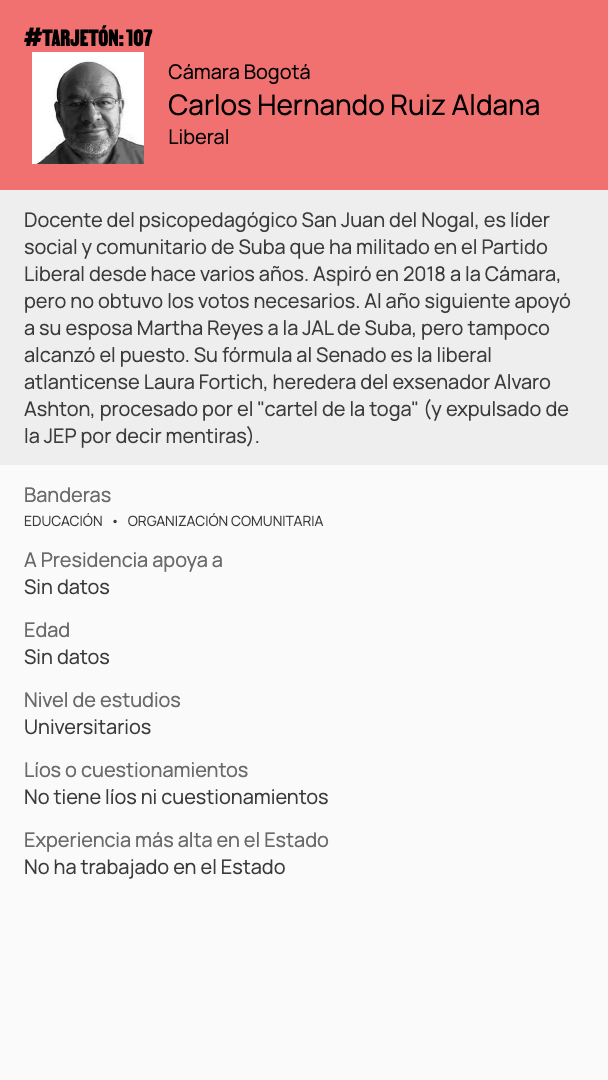 #TARJETÓN: 107
Cámara Bogotá
Carlos Hernando Ruiz Aldana
Liberal
Docente del psicopedagógico San Juan del Nogal, es líder
social y comunitario de Suba que ha militado en el Partido
Liberal desde hace varios años. Aspiró en 2018 a la Cámara,
pero no obtuvo los votos necesarios. Al año siguiente apoyó
a su esposa Martha Reyes a la JAL de Suba, pero tampoco
alcanzó el puesto. Su fórmula al Senado es la liberal
atlanticense Laura Fortich, heredera del exsenador Alvaro
Ashton, procesado por el "cartel de la toga" (y expulsado de
la JEP por decir mentiras).
Banderas
EDUCACIÓN • ORGANIZACIÓN COMUNITARIA
A Presidencia apoya a
Sin datos
Edad
Sin datos
Nivel de estudios
Universitarios
Líos o cuestionamientos
No tiene líos ni cuestionamientos
Experiencia más alta en el Estado
No ha trabajado en el Estado